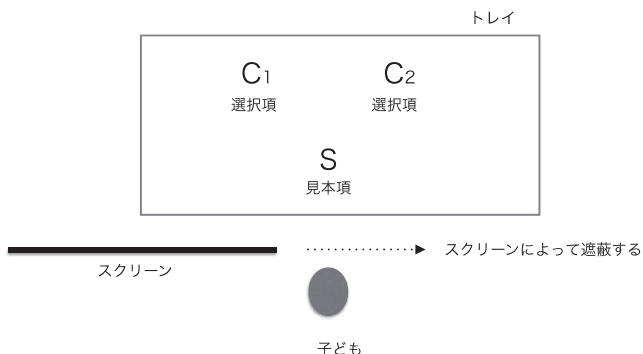 トレイ
C1
C2
選択項
選択項
S
見本項
スクリーンによって遮蔽する
スクリーン
子ども